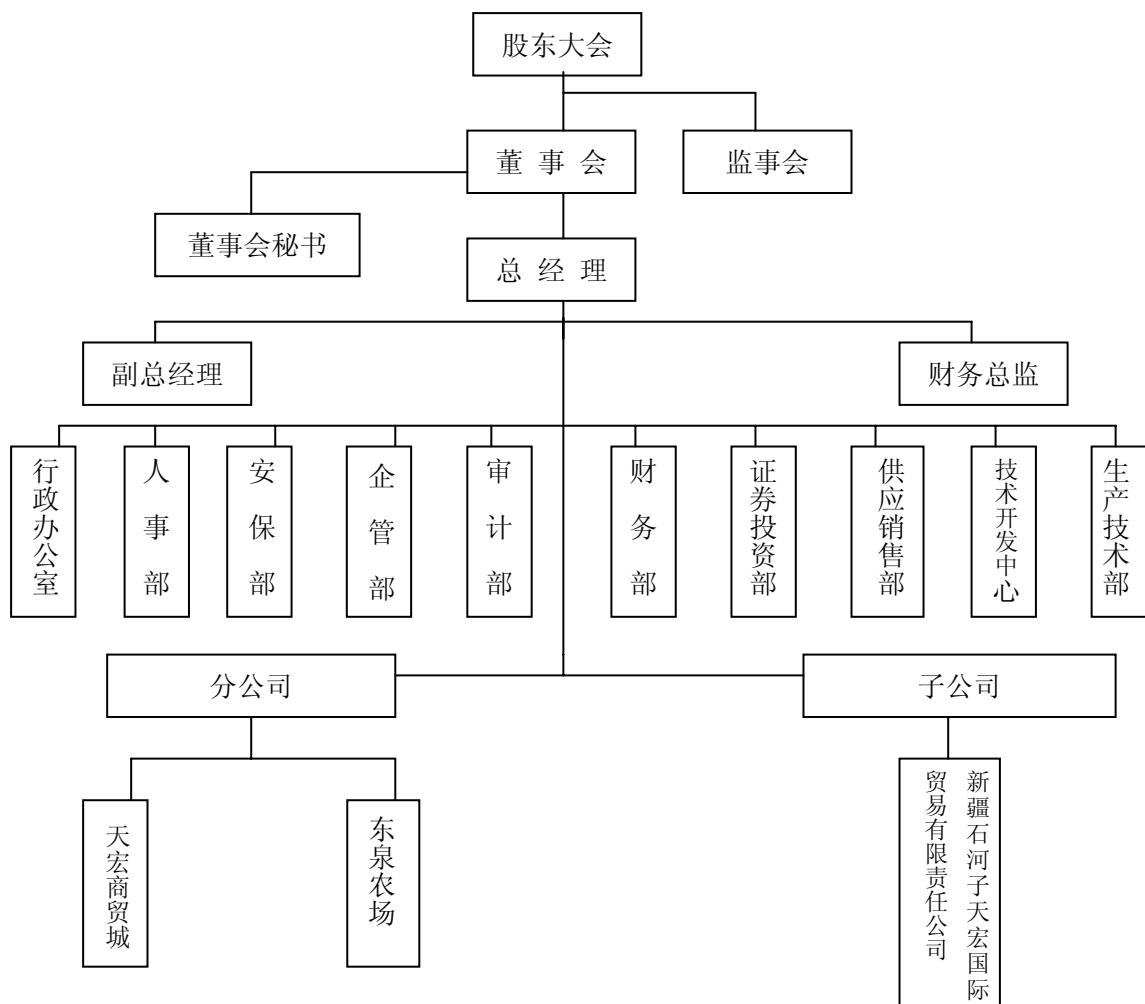 股东大会
董 事 会
监事会
董事会秘书
总 经 理
副总经理
财务总监
行政办公室
人事部
安保部
企管部
审计部
财务部
证券投资部
供应销售部
技术开发中心
生产技术部
分公司
子公司
天宏商贸城
东泉农场
新疆石河子天宏国际
贸易有限责任公司